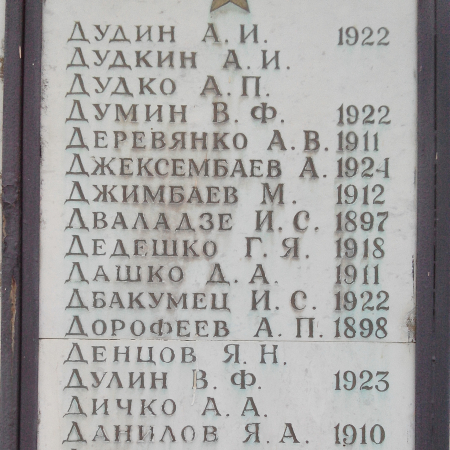 Дудин А. И. 1922
Дудкин А. И.
Дудко А. П.
Думин В. Ф. 1922
Деревянко А. В. 1911
Джексембаев А. 1924
Джимбаев М. 1912
Дваладзе И. С. 1897
Дедешко Г. Я. 1918
Дашко Д. А. 1911
Дбакумец И. С. 1922
Дорофеев А. П. 1898
Денцов Я. Н.
Дулин В. Ф. 1923
Дичко А. А.
Данилов Я. А. 1910